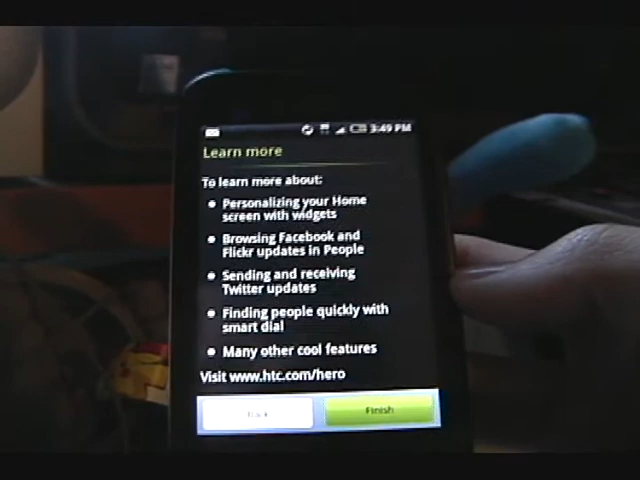 3:49 PM
Learn more
To learn more about:
Personalizing your Home
screen with widgets
Browsing Facebook and
Flickr updates in People
Sending and receiving
Twitter updates
Finding people quickly with
smart dial
Many other cool features
Visit www.htc.com/hero
Back Finish